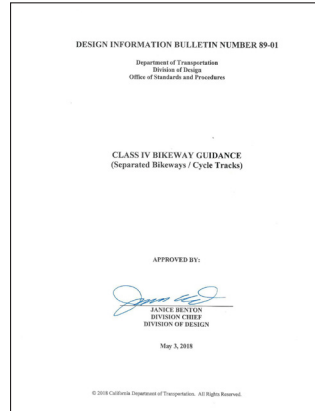 DESIGN INFORMATION BULLETIN NUMBER 89-01
Department of Transportation
Division of Design
Office of Standards and Procedures
CLASS IV BIKEWAY GUIDANCE
(Separated Bikeways / Cycle Tracks)
APPROVED BY:
JANICE BENTON
DIVISION CHIEF
DIVISION OF DESIGN
May 3, 2018
© 2018 California Department of Transportation. All Rights Reserved.